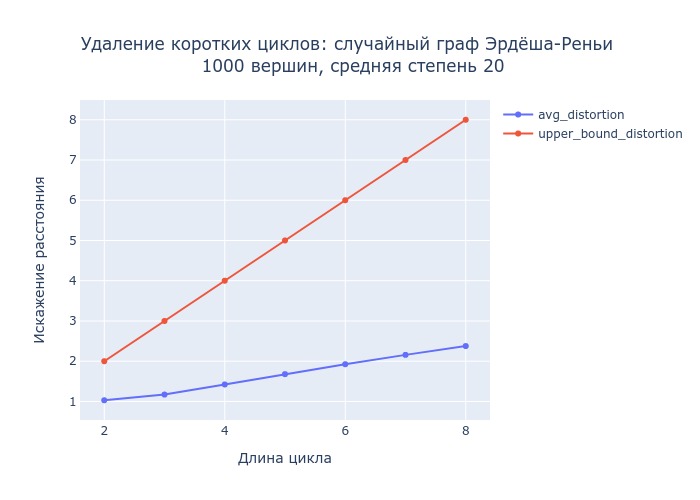 Удаление коротких циклов: случайный граф Эрдёша-Реньи
1000 вершин, средняя степень 20
avg_distortion
upper_bound_distortion
Искажение расстояния
8
7
6
5
4
3
2
1
2
4
6
8
Длина цикла